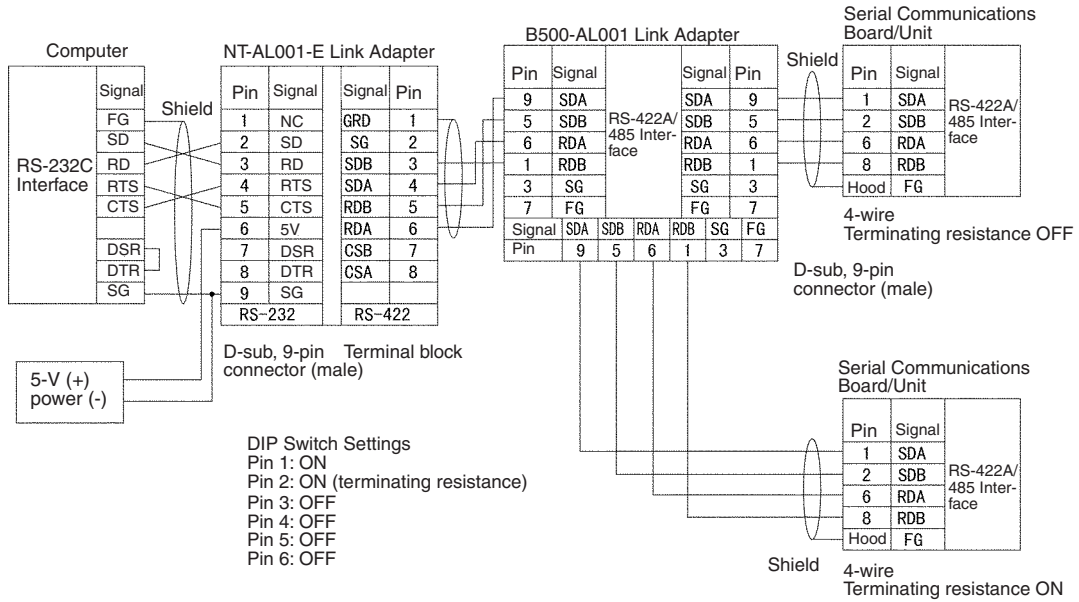 Computer
Signal
RS-232C
Interface
FG
SD
RD
RTS
CTS
DSR
DTR
SG
Shield
5-V (+)
power (-)
NT-AL001-E Link Adapter
Pin Signal Signal Pin
1 NC GRD 1
2 SD SG 2
3 RD SDB 3
4 RTS SDA 4
5 CTS RDB 5
6 5V RDA 6
7 DSR CSB 7
8 DTR CSA 8
9 SG
RS-232 RS-422
D-sub, 9-pin
connector (male)
Terminal block
DIP Switch Settings
Pin 1: ON
Pin 2: ON (terminating resistance)
Pin 3: OFF
Pin 4: OFF
Pin 5: OFF
Pin 6: OFF
B500-AL001 Link Adapter
Pin Signal Signal Pin
9 SDA SDA 9
5 SDB SDB 5
6 RDA RDA 6
1 RDB RDB 1
3 SG SG 3
7 FG FG 7
RS-422A/
485 Inter-
face
Signal SDA SDB RDA RDB SG FG
Pin 9 5 6 1 3 7
D-sub, 9-pin
connector (male)
Shield
Serial Communications
Board/Unit
Pin Signal
1 SDA
2 SDB
6 RDA
8 RDB
Hood FG
RS-422A/
485 Inter-
face
4-wire
Terminating resistance OFF
Serial Communications
Board/Unit
Pin Signal
1 SDA
2 SDB
6 RDA
8 RDB
Hood FG
RS-422A/
485 Inter-
face
Shield
4-wire
Terminating resistance ON